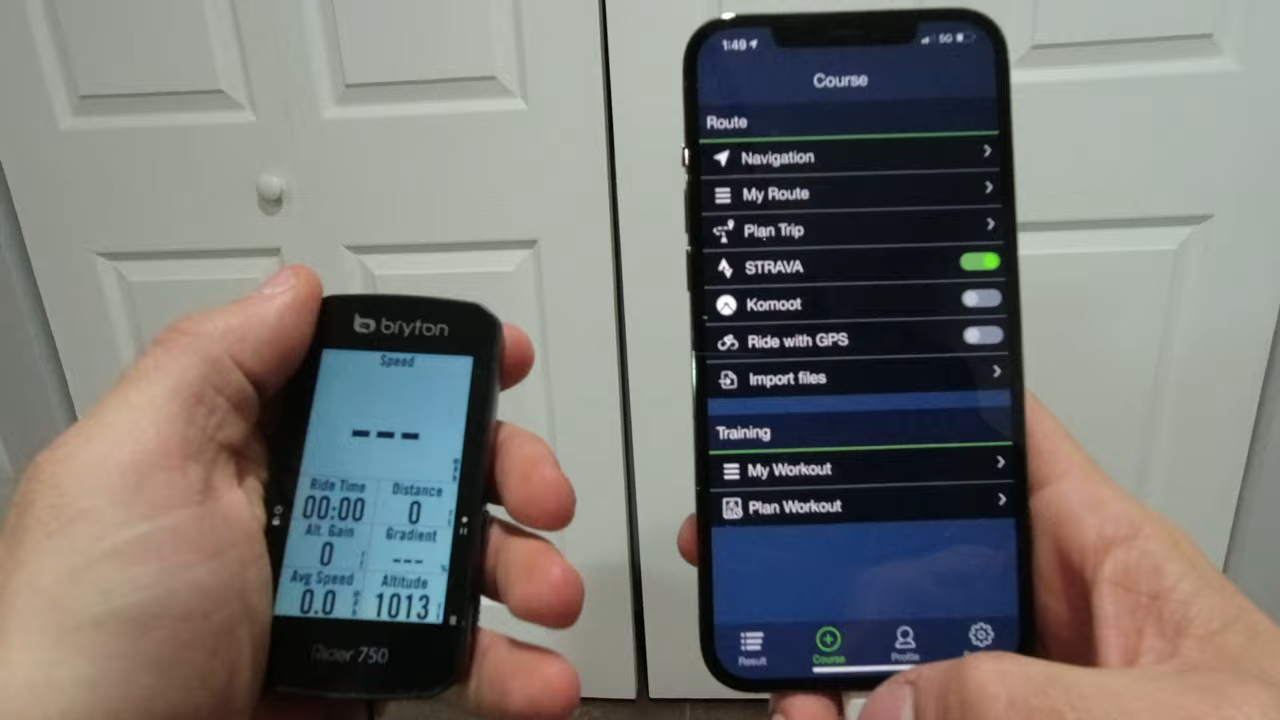 bryton
Speed
---
Ride Time
Distance
00:00
0
Alt. Gain
Gradient
0
---
%
Avg Speed
Altitude
0.0
1013
Rider 750
1:49
5G
Course
Route
Navigation
My Route
Plan Trip
STRAVA
Komoot
Ride with GPS
Import files
Training
My Workout
Plan Workout
Result
Course
Profile